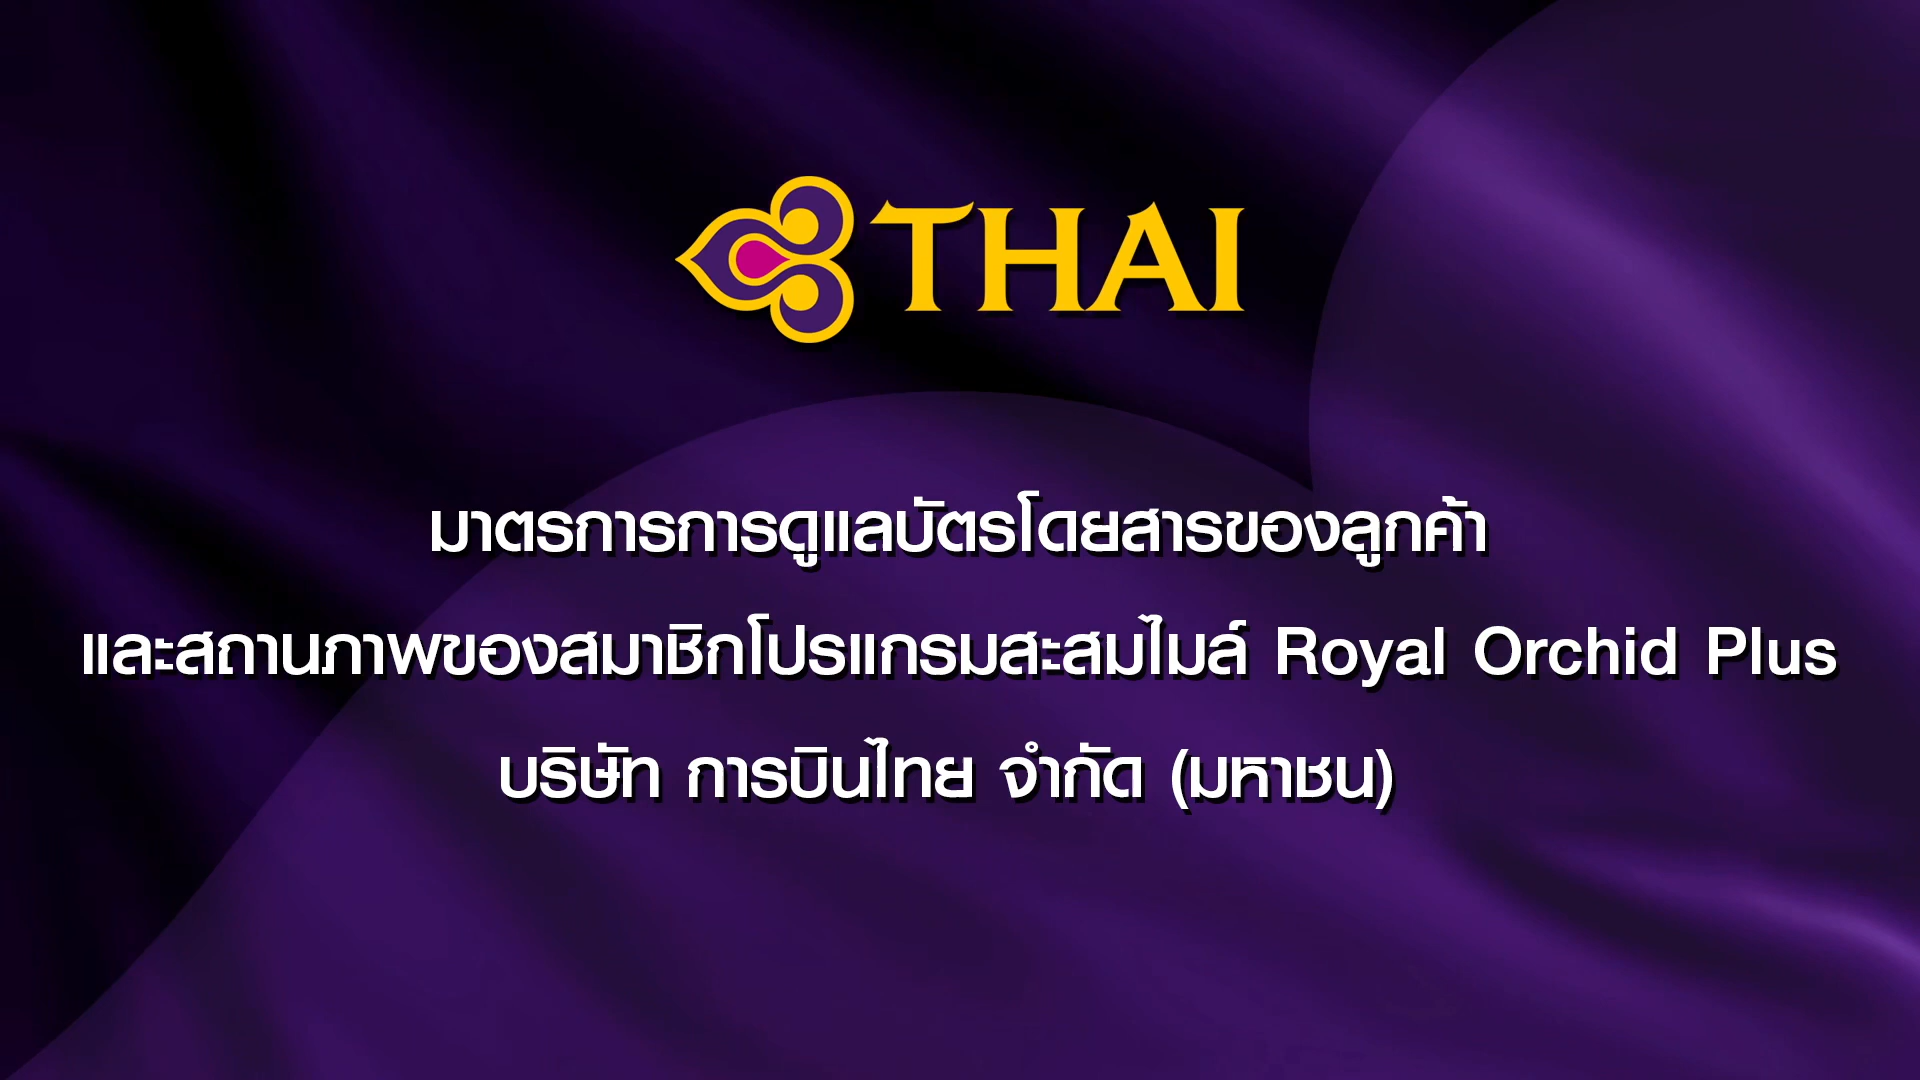 THAI
มาตรการการดูแลบัตรโดยสารของลูกค้า
และสถานภาพของสมาชิกโปรแกรมสะสมไมล์ Royal Orchid Plus
บริษัท การบินไทย จำกัด (มหาชน)